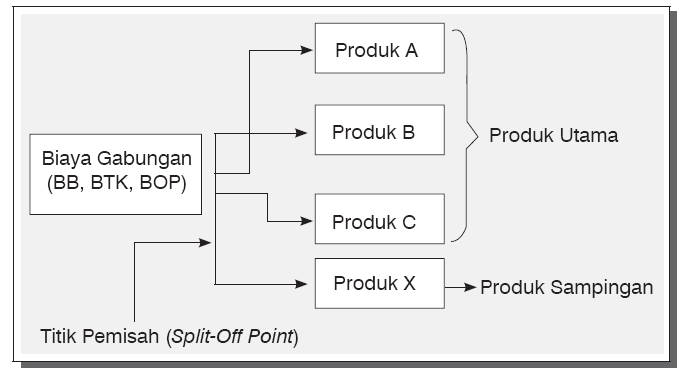 Produk A
Produk B
Produk Utama
Biaya Gabungan
(BB, BTK, BOP)
Produk C
Produk X
Produk Sampingan
Titik Pemisah (Split-Off Point)